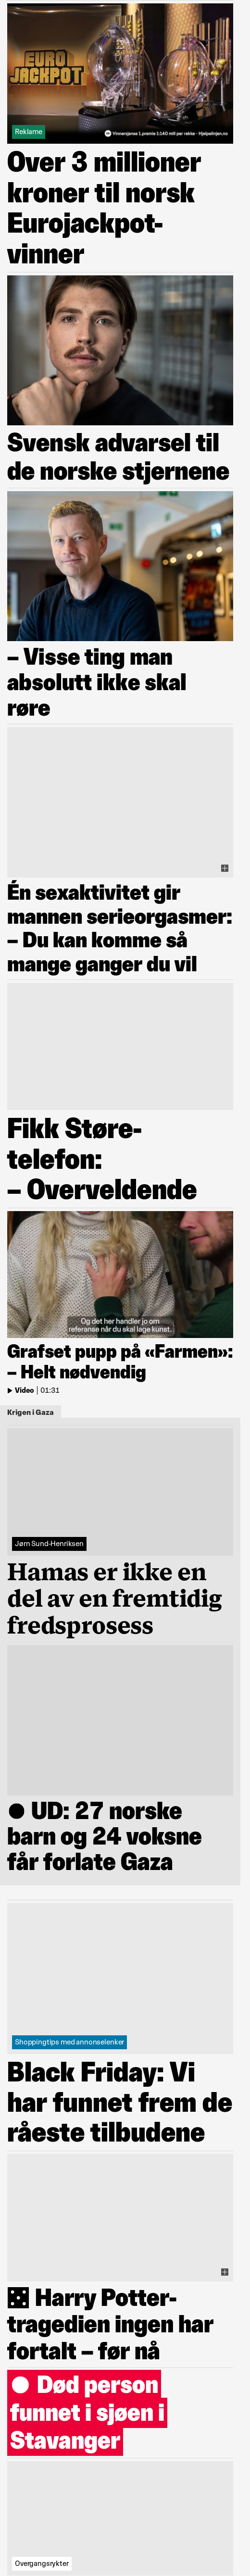 EURO
JACKPOT
Reklame
Vinnersjanse 1.premie 1:140 mill per rekke - Hjelpelinjen.no
Over 3 millioner
kroner til norsk
Eurojackpot-
vinner
Svensk advarsel til
de norske stjernene
– Visse ting man
absolutt ikke skal
røre
Én sexaktivitet gir
mannen serieorgasmer:
– Du kan komme så
mange ganger du vil
Fikk Støre-
telefon:
– Overveldende
Og det her handler jo om
referanse når du skal lage kunst.
Grafset pupp på «Farmen»:
– Helt nødvendig
Video | 01:31
Krigen i Gaza
Jørn Sund-Henriksen
Hamas er ikke en
del av en fremtidig
fredsprosess
● UD: 27 norske
barn og 24 voksne
får forlate Gaza
Shoppingtips med annonselenker
Black Friday: Vi
har funnet frem de
råeste tilbudene
Harry Potter-
tragedien ingen har
fortalt – før nå
● Død person
funnet i sjøen i
Stavanger
Overgangsrykter